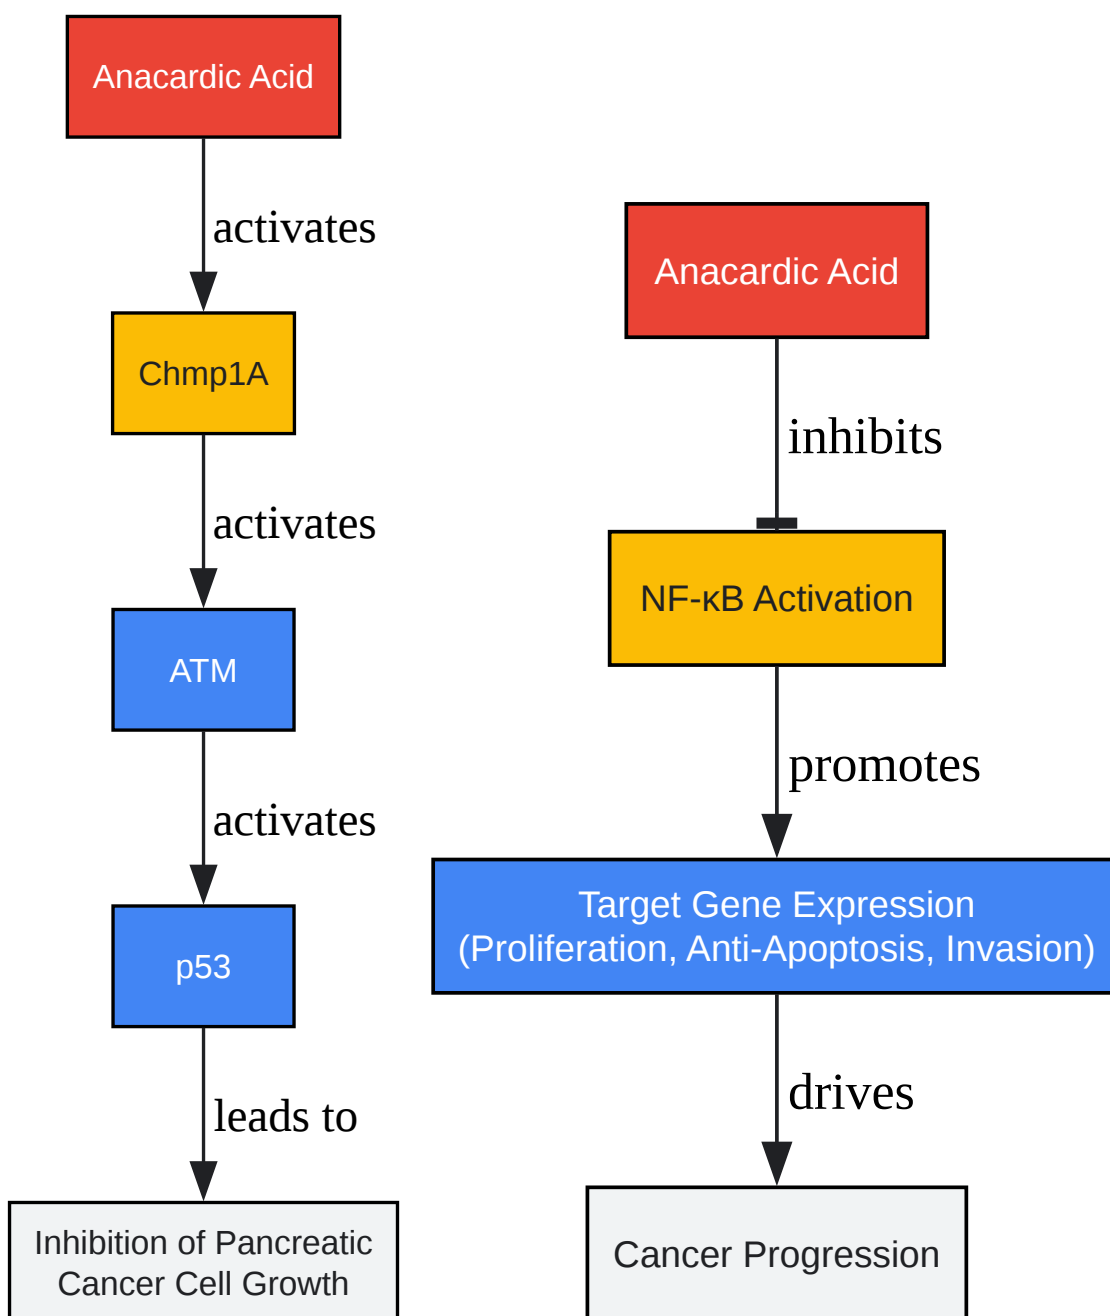 Anacardic Acid
activates
Chmp1A
activates
ATM
activates
p53
leads to
Inhibition of Pancreatic
Cancer Cell Growth
Anacardic Acid
inhibits
NF-κB Activation
promotes
Target Gene Expression
(Proliferation, Anti-Apoptosis, Invasion)
drives
Cancer Progression